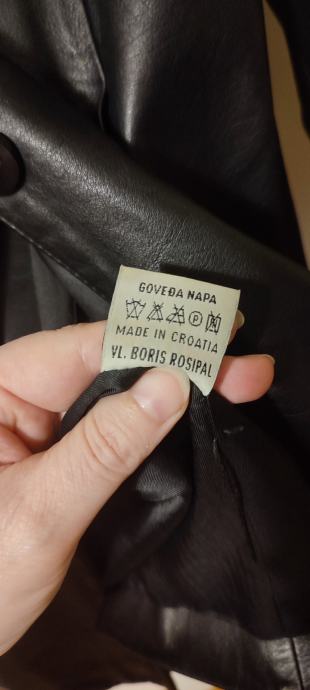 GOVEĐA NAPA
P
MADE IN CROATIA
VL. BORIS ROSIPAL